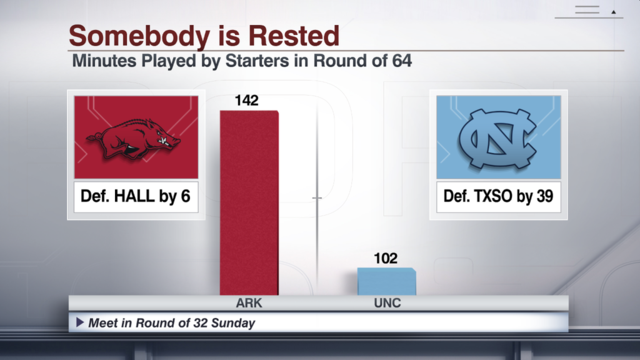 Somebody is Rested
Minutes Played by Starters in Round of 64
142
Def. HALL by 6
NC
Def. TXSO by 39
102
ARK
UNC
Meet in Round of 32 Sunday